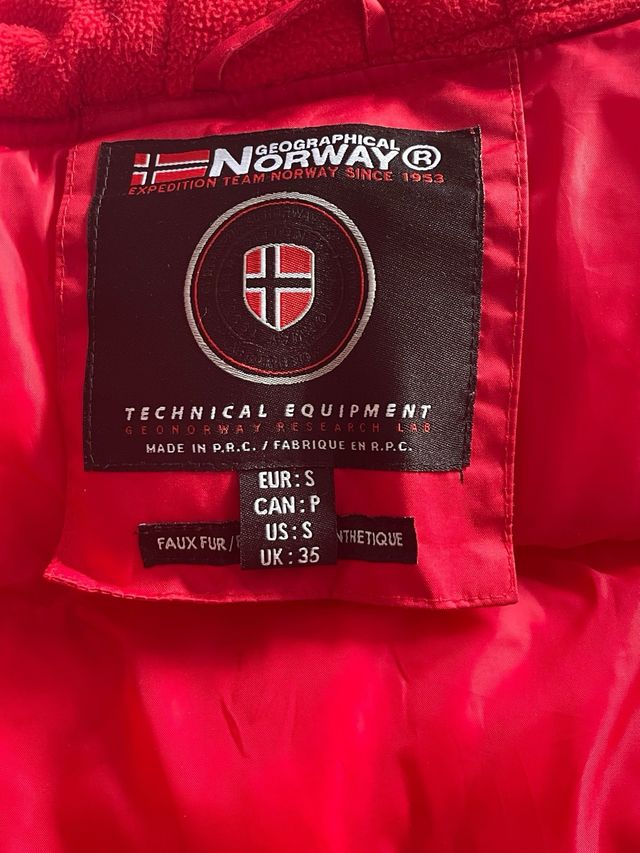 GEOGRAPHICAL
NORWAY®
EXPEDITION TEAM NORWAY SINCE 1953
TECHNICAL EQUIPMENT
GEONORWAY RESEARCH LAB
MADE IN P.R.C. / FABRIQUE EN R.P.C.
EUR: S
CAN: P
US: S
UK: 35
FAUX FUR /
NTHETIQUE